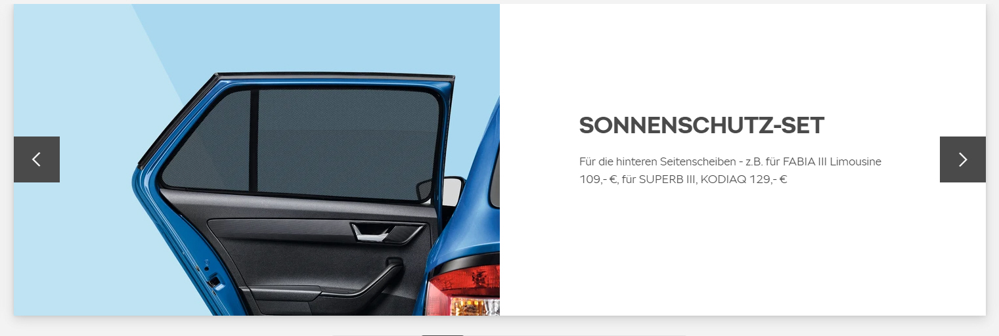 SONNENSCHUTZ-SET
Für die hinteren Seitenscheiben - z.B. für FABIA III Limousine
109,- €, für SUPERB III, KODIAQ 129,- €